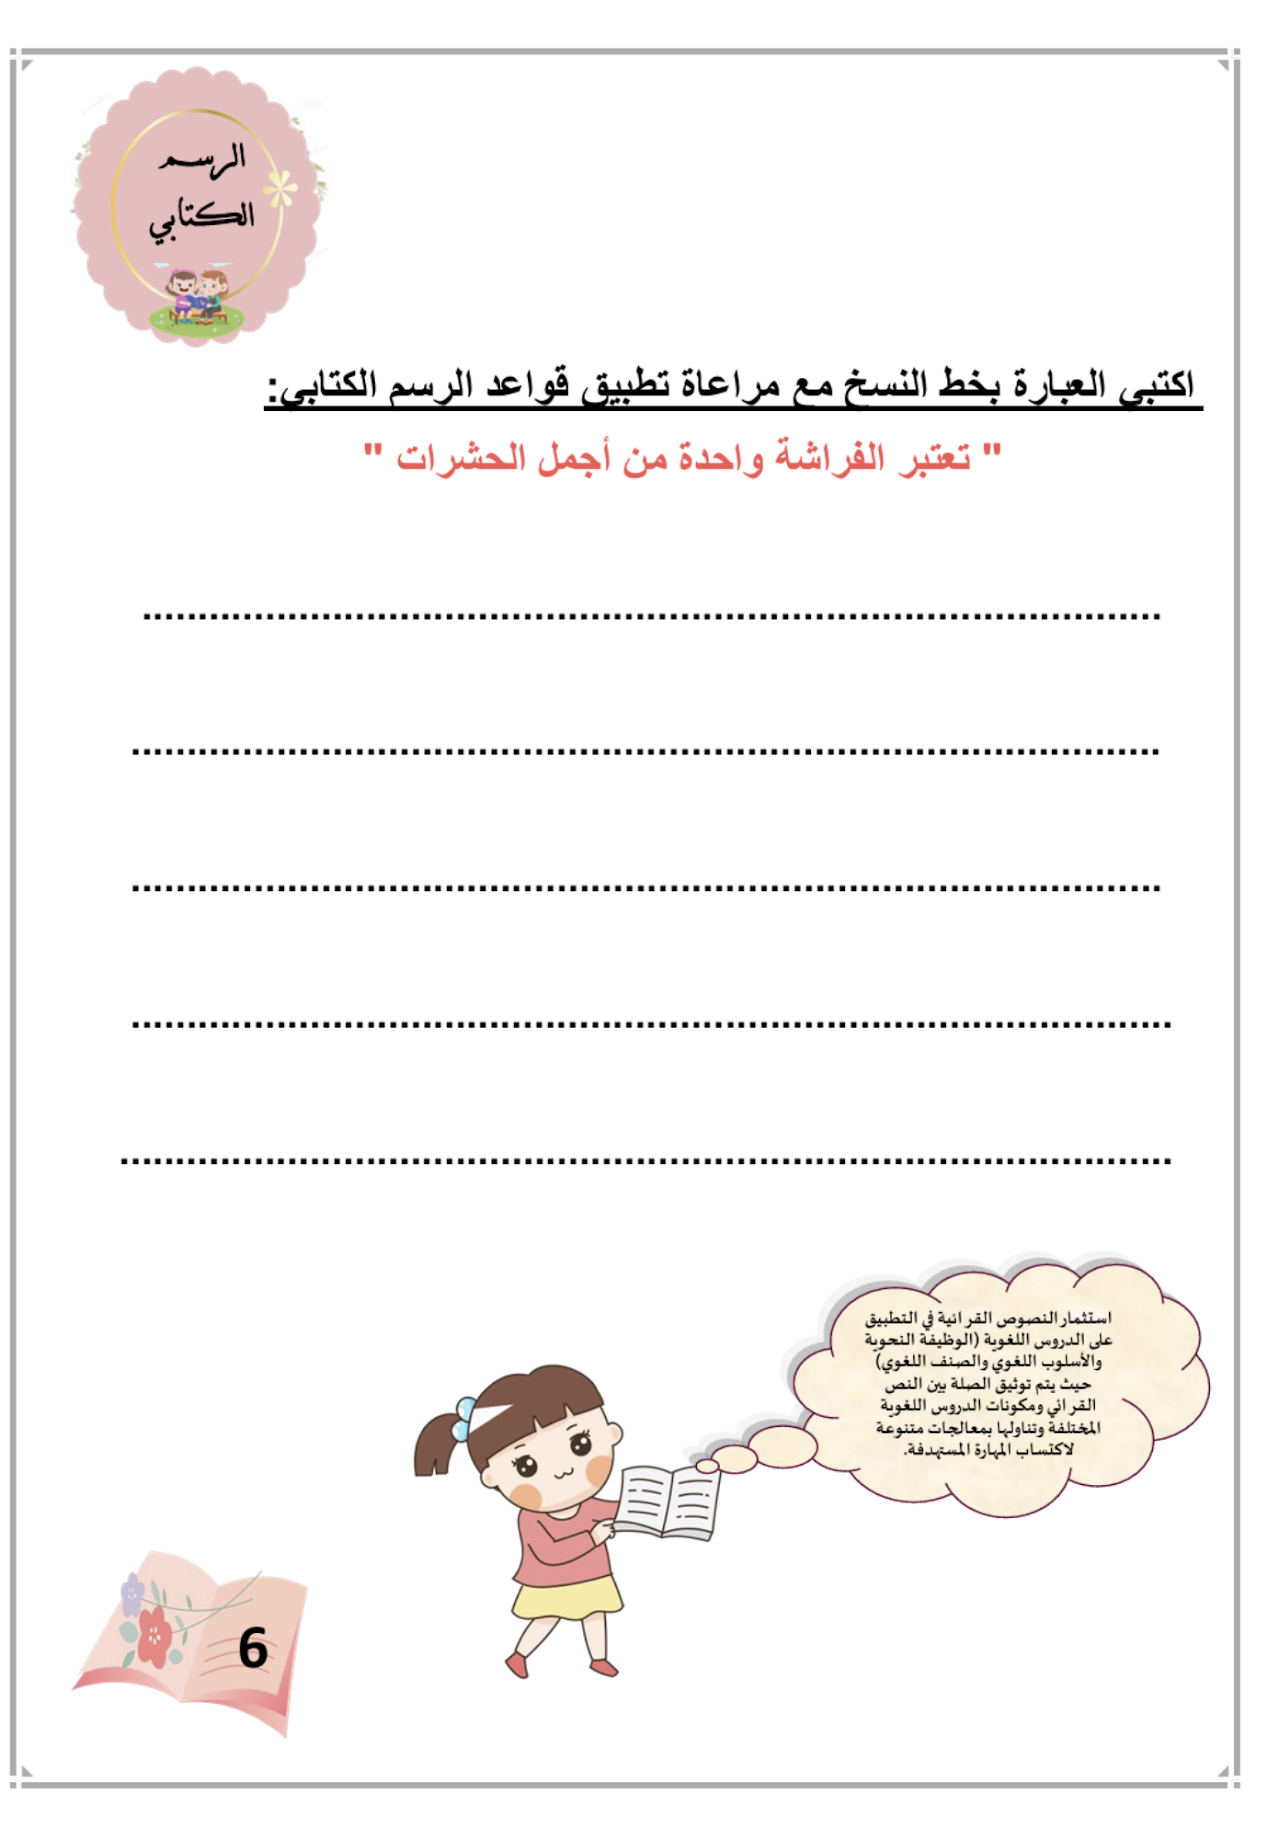 الرسم
الكتابي
اكتبي العبارة بخط النسخ مع مراعاة تطبيق قواعد الرسم الكتابي:
" تعتبر الفراشة واحدة من أجمل الحشرات "
................................................................................
................................................................................
................................................................................
................................................................................
................................................................................
استثمار النصوص القرائية في التطبيق
على الدروس اللغوية (الوظيفة النحوية
والأسلوب اللغوي والصنف اللغوي)
حيث يتم توثيق الصلة بين النص
القرائي ومكونات الدروس اللغوية
المختلفة وتناولها بمعالجات متنوعة
لاكتساب المهارة المستهدفة.
6